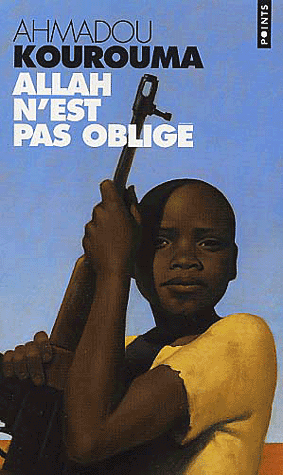 AHMADOU
KOUROUMA
ALLAH
N'EST
PAS OBLIGÉ
POINTS